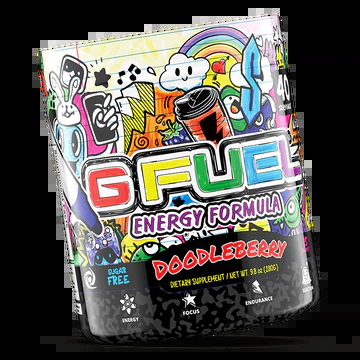 G FUEL
ENERGY FORMULA
DOODLEBERRY
SUGAR
FREE
DIETARY SUPPLEMENT / NET WT. 9.8 oz (280G)
ENERGY
FOCUS
ENDURANCE